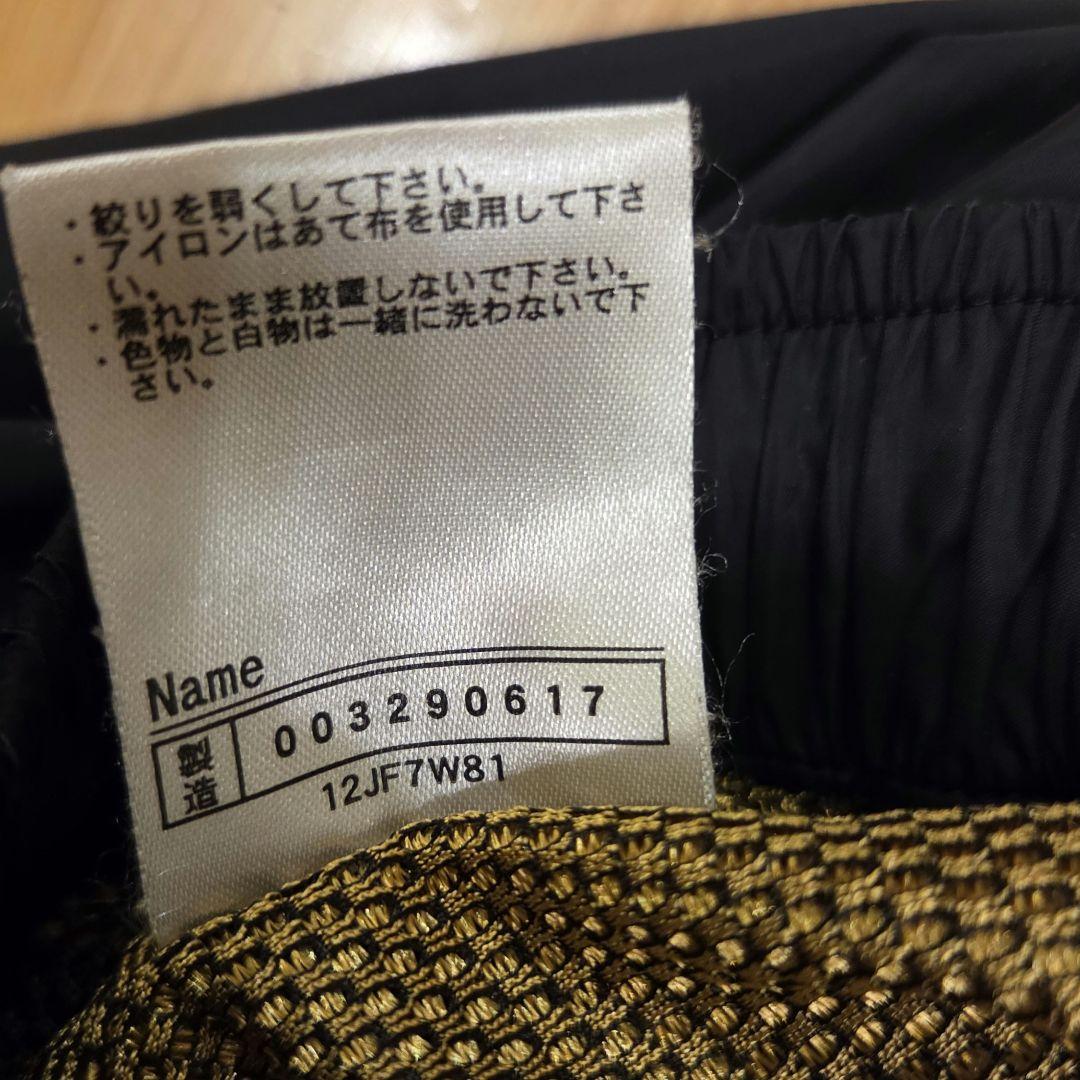 ・絞りを弱くして下さい。
・アイロンはあて布を使用して下さ
い。
・濡れたまま放置しないで下さい。
・色物と白物は一緒に洗わないで下
さい。
Name
製造 003290617
12JF7W81